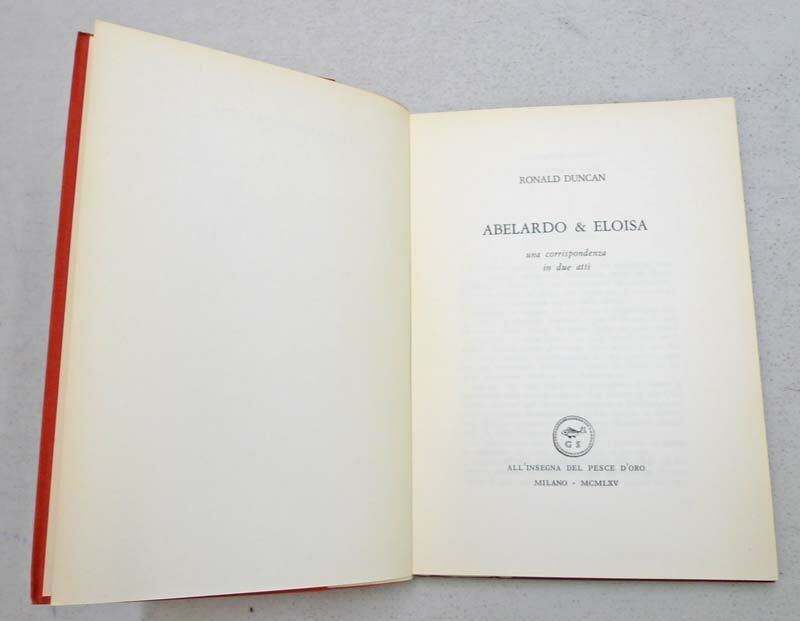 RONALD DUNCAN
ABELARDO & ELOISA
una corrispondenza
in due atti
G S
ALL'INSEGNA DEL PESCE D'ORO
MILANO - MCMLXV